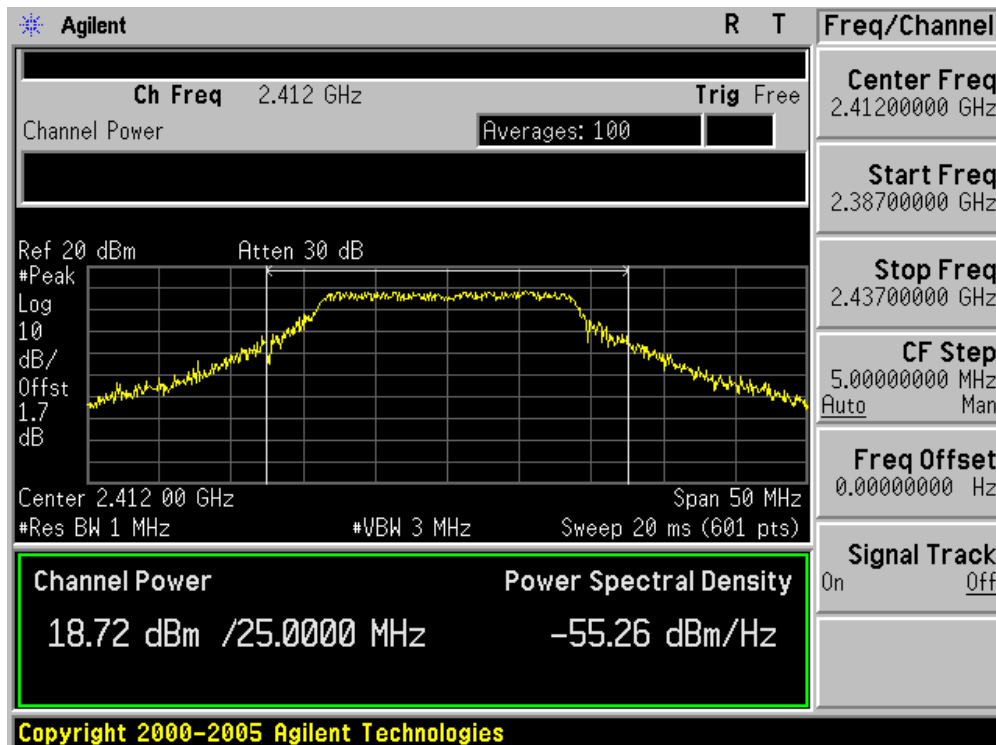 Agilent R T
Ch Freq 2.412 GHz Trig Free
Channel Power Averages: 100
Ref 20 dBm Atten 30 dB
#Peak
Log
10
dB/
Offst
1.7
dB
Center 2.412 00 GHz Span 50 MHz
#Res BW 1 MHz #VBW 3 MHz Sweep 20 ms (601 pts)
Channel Power Power Spectral Density
18.72 dBm /25.0000 MHz -55.26 dBm/Hz
Copyright 2000-2005 Agilent Technologies
Freq/Channel
Center Freq
2.41200000 GHz
Start Freq
2.38700000 GHz
Stop Freq
2.43700000 GHz
CF Step
5.00000000 MHz
Auto Man
Freq Offset
0.00000000 Hz
Signal Track
On Off